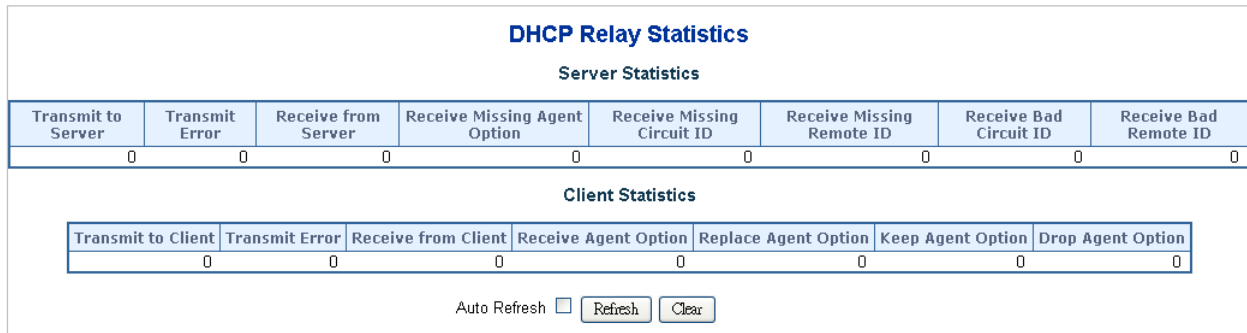 DHCP Relay Statistics
Server Statistics
Transmit to Server Transmit Error Receive from Server Receive Missing Agent Option Receive Missing Circuit ID Receive Missing Remote ID Receive Bad Circuit ID Receive Bad Remote ID
0 0 0 0 0 0 0 0
Client Statistics
Transmit to Client Transmit Error Receive from Client Receive Agent Option Replace Agent Option Keep Agent Option Drop Agent Option
0 0 0 0 0 0 0
Auto Refresh Refresh Clear